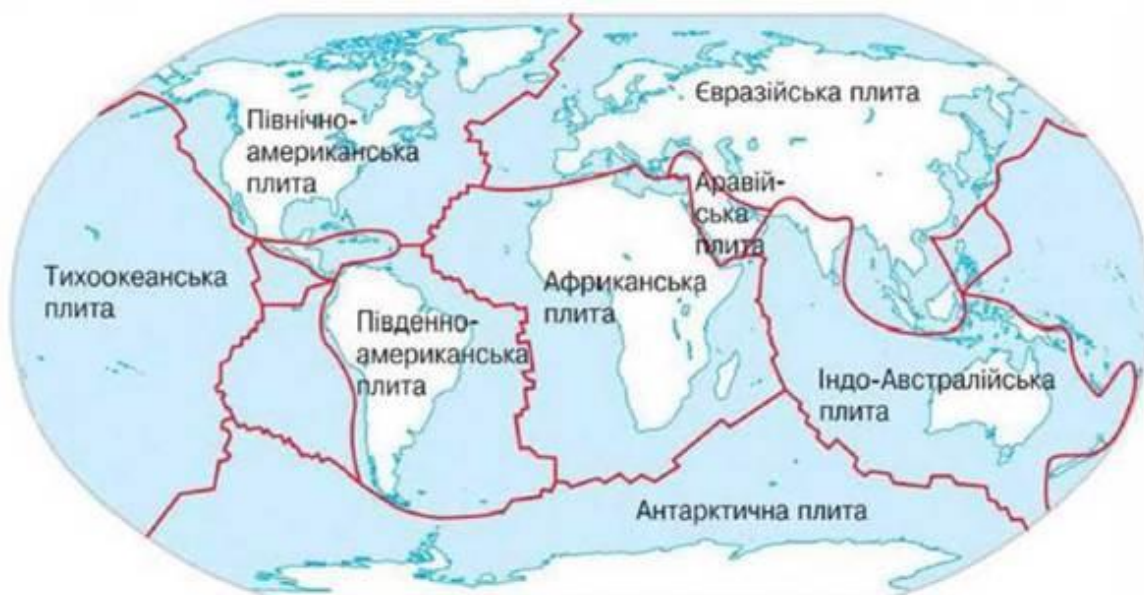 Північно-
американська
плита
Євразійська плита
Аравій-
ська
плита
Тихоокеанська
плита
Африканська
плита
Південно-
американська
плита
Індо-Австралійська
плита
Антарктична плита